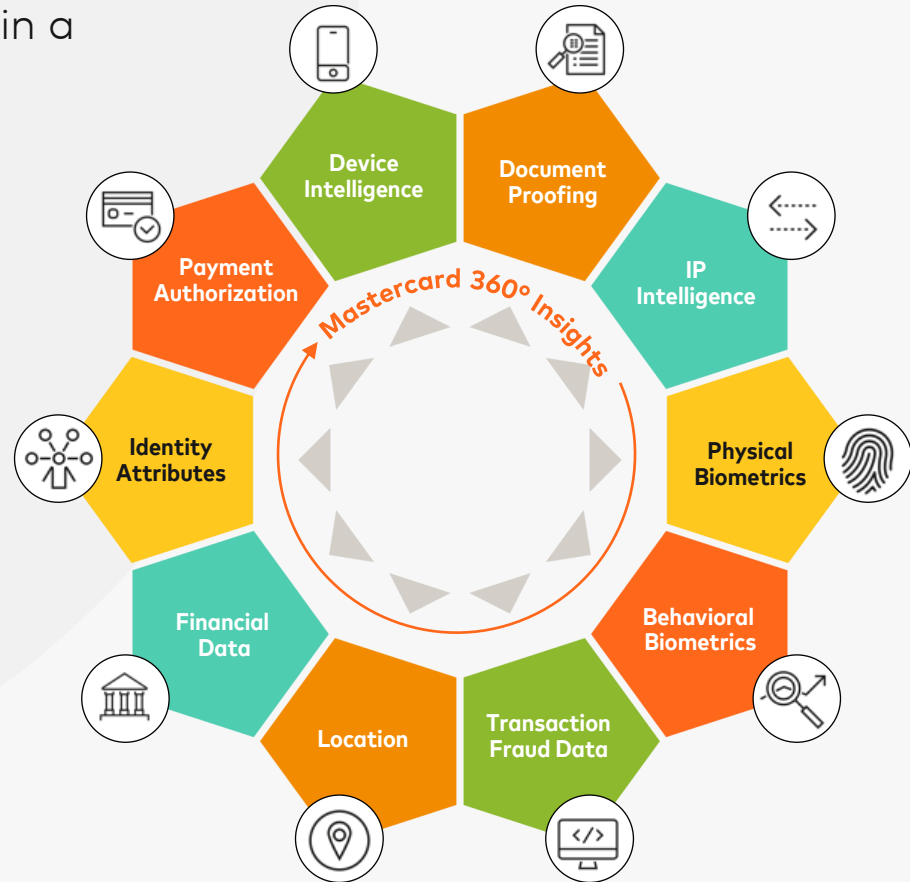 in a
Device
Intelligence
Document
Proofing
Payment
Authorization
IP
Intelligence
Mastercard 360° Insights
Identity
Attributes
Physical
Biometrics
Financial
Data
Behavioral
Biometrics
Location
Transaction
Fraud Data